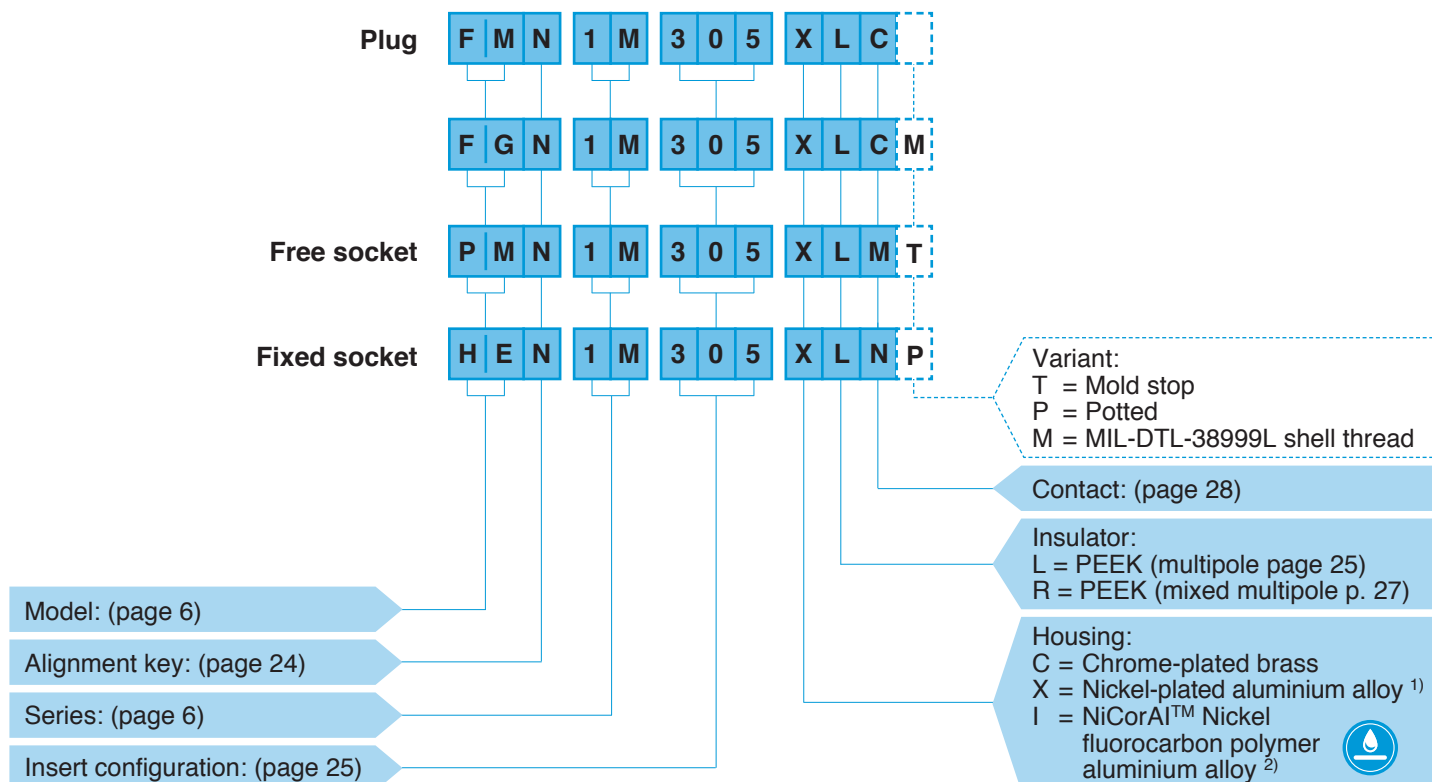 Plug F M N 1 M 3 0 5 X L C
F G N 1 M 3 0 5 X L C M
Free socket P M N 1 M 3 0 5 X L M T
Fixed socket H E N 1 M 3 0 5 X L N P
Variant:
T = Mold stop
P = Potted
M = MIL-DTL-38999L shell thread
Contact: (page 28)
Insulator:
L = PEEK (multipole page 25)
R = PEEK (mixed multipole p. 27)
Housing:
C = Chrome-plated brass
X = Nickel-plated aluminium alloy 1)
I = NiCorAl™ Nickel
fluorocarbon polymer
aluminium alloy 2)
Model: (page 6)
Alignment key: (page 24)
Series: (page 6)
Insert configuration: (page 25)